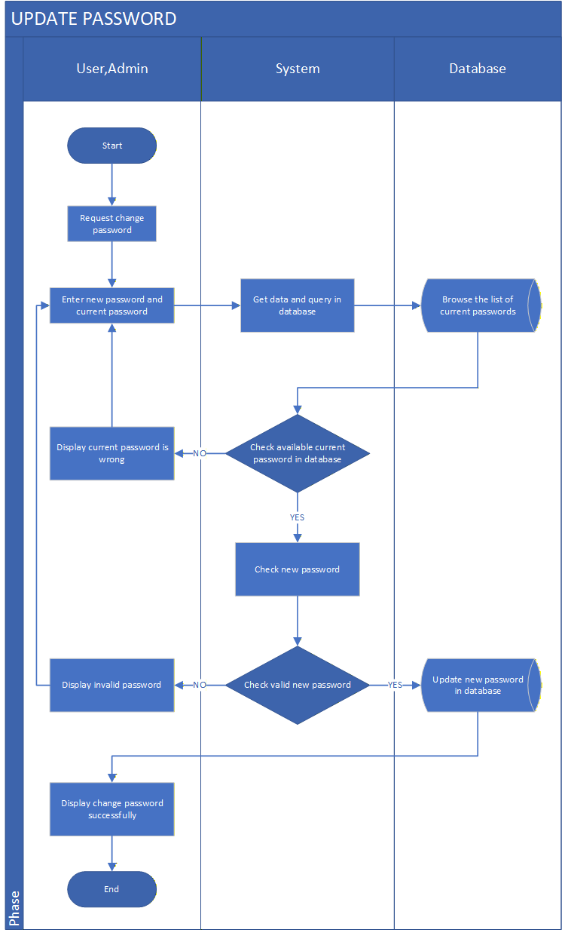 UPDATE PASSWORD
User,Admin
System
Database
Start
Request change
password
Enter new password and
current password
Get data and query in
database
Browse the list of
current passwords
Display current password is
wrong
NO
Check available current
password in database
YES
Check new password
Display invalid password
NO
Check valid new password
YES
Update new password
in database
Display change password
successfully
End
Phase